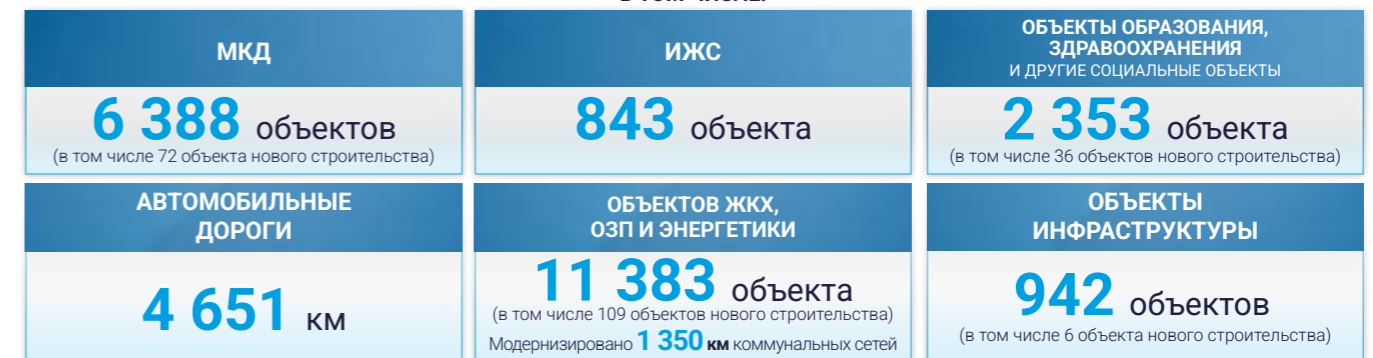 В ТОМ ЧИСЛЕ:
МКД
6 388 объектов
(в том числе 72 объекта нового строительства)
ИЖС
843 объекта
ОБЪЕКТЫ ОБРАЗОВАНИЯ,
ЗДРАВООХРАНЕНИЯ
И ДРУГИЕ СОЦИАЛЬНЫЕ ОБЪЕКТЫ
2 353 объекта
(в том числе 36 объектов нового строительства)
АВТОМОБИЛЬНЫЕ
ДОРОГИ
4 651 км
ОБЪЕКТОВ ЖКХ,
ОЗП И ЭНЕРГЕТИКИ
11 383 объекта
(в том числе 109 объектов нового строительства)
Модернизировано 1 350 км коммунальных сетей
ОБЪЕКТЫ
ИНФРАСТРУКТУРЫ
942 объектов
(в том числе 6 объекта нового строительства)